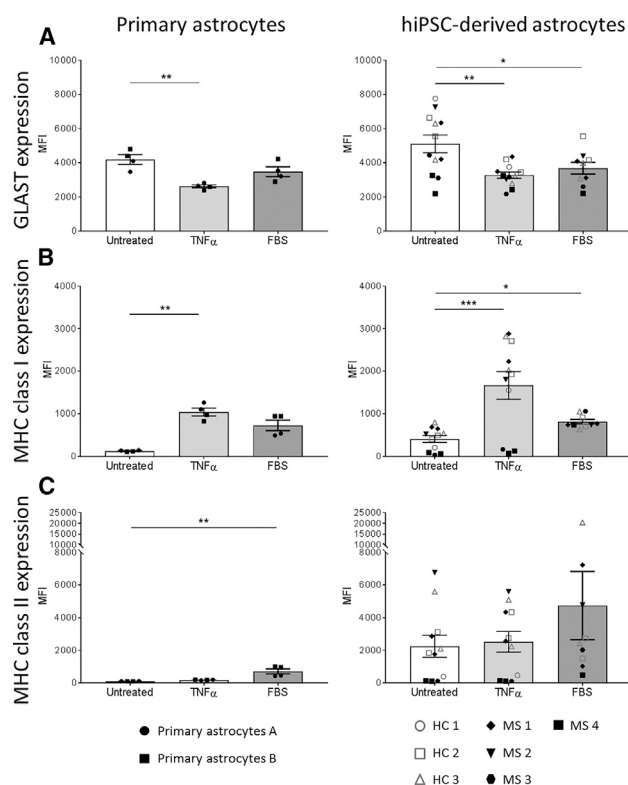 Primary astrocytes
hiPSC-derived astrocytes
A
GLAST expression
MFI
10000
8000
6000
4000
2000
0
**
Untreated TNFα FBS
MFI
10000
8000
6000
4000
2000
0
*
**
Untreated TNFα FBS
B
MHC class I expression
MFI
4000
3000
2000
1000
0
**
Untreated TNFα FBS
MFI
4000
3000
2000
1000
0
*
***
Untreated TNFα FBS
C
MHC class II expression
MFI
25000
20000
15000
10000
8000
6000
4000
2000
0
**
Untreated TNFα FBS
MFI
25000
20000
15000
10000
8000
6000
4000
2000
0
Untreated TNFα FBS
Primary astrocytes A
Primary astrocytes B
HC 1 MS 1 MS 4
HC 2 MS 2
HC 3 MS 3